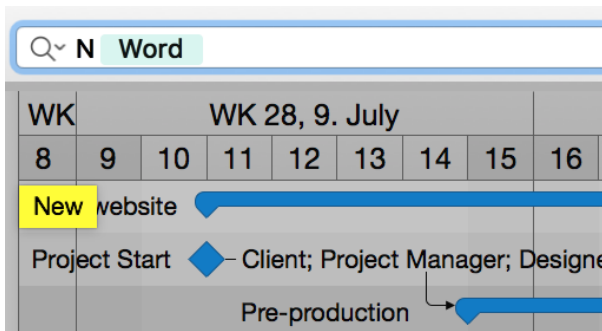 N Word
WK WK 28, 9. July
8 9 10 11 12 13 14 15 16
New website
Project Start Client; Project Manager; Designe
Pre-production